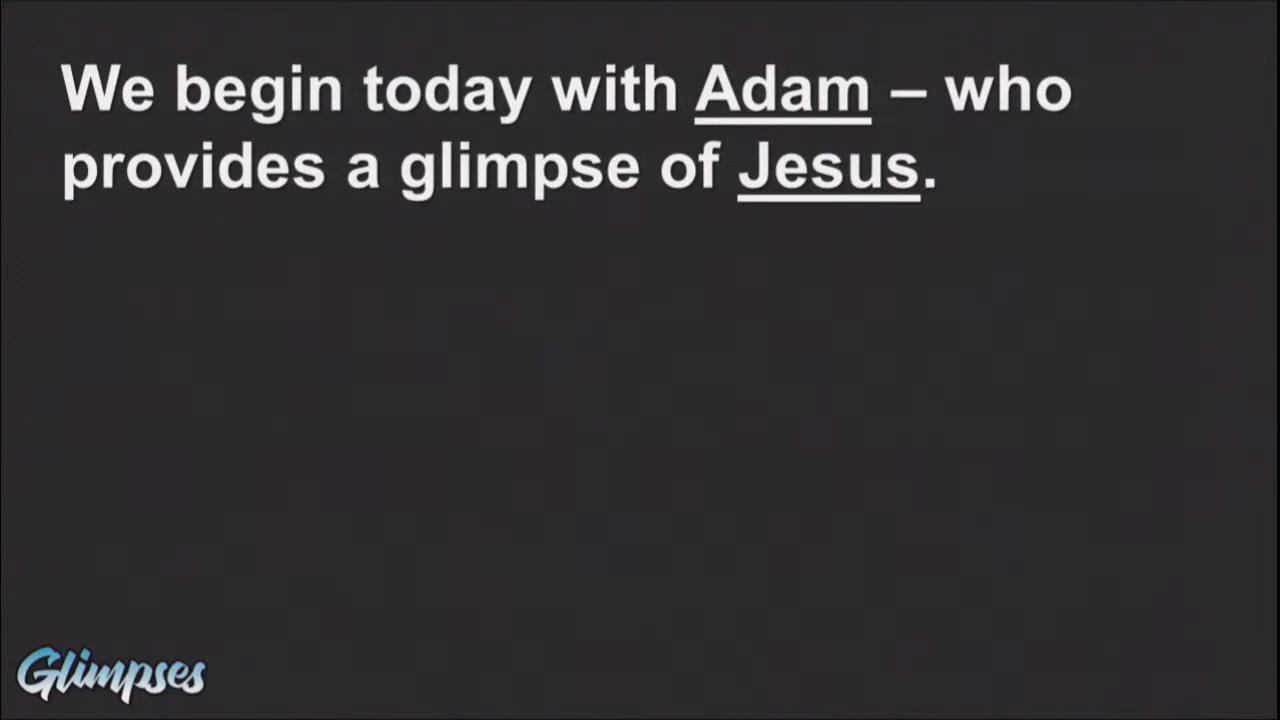 We begin today with Adam – who
provides a glimpse of Jesus.
Glimpses